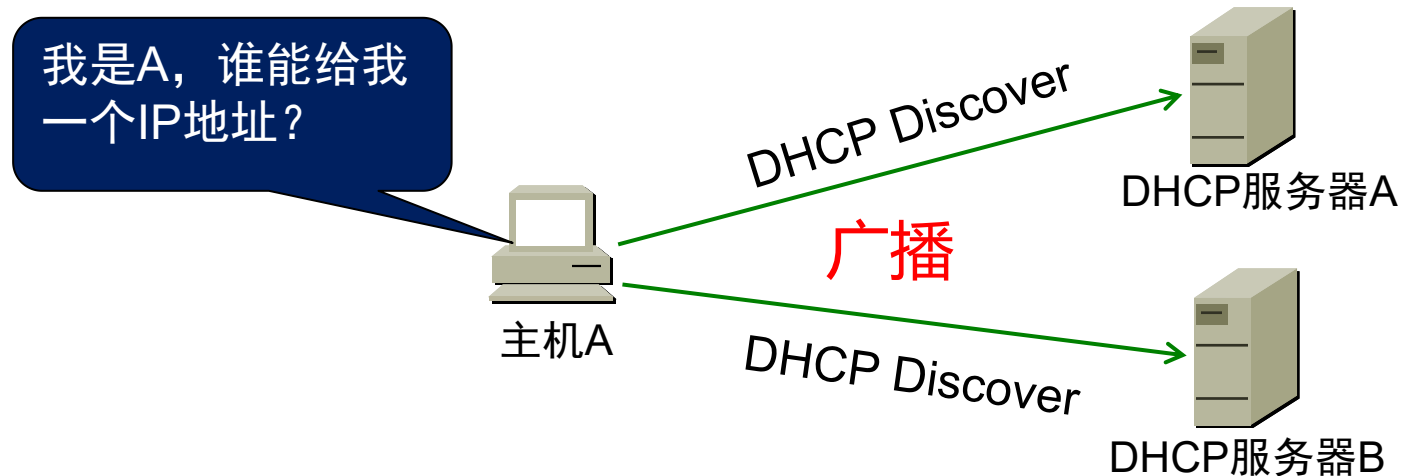 我是A，谁能给我
一个IP地址？
DHCP Discover
DHCP服务器A
广播
主机A
DHCP Discover
DHCP服务器B